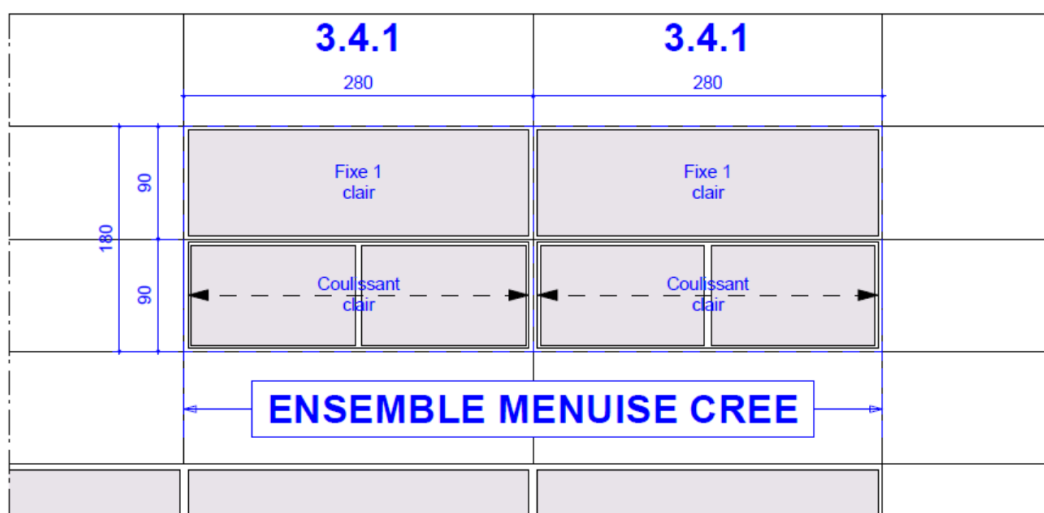 3.4.1 3.4.1
280 280
Fixe 1 Fixe 1
clair clair
90
180
90
Coulissant Coulissant
clair clair
ENSEMBLE MENUISE CREE